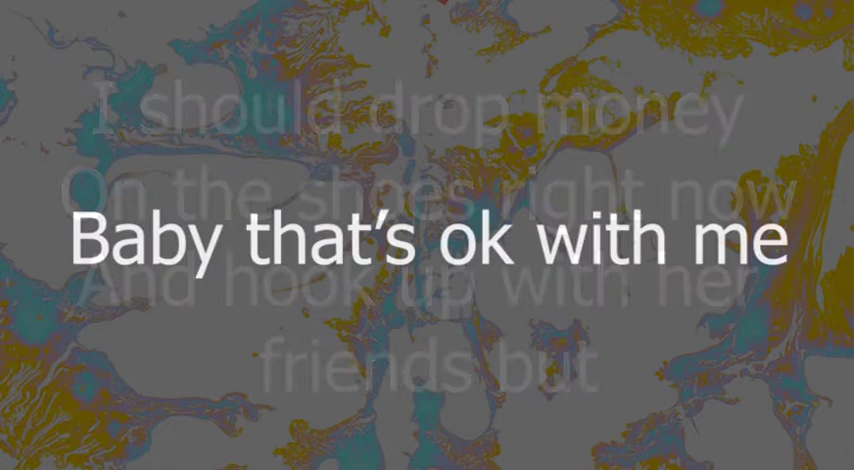 I should drop money
On the shoes right now
Baby that's ok with me
And hook up with her
friends but